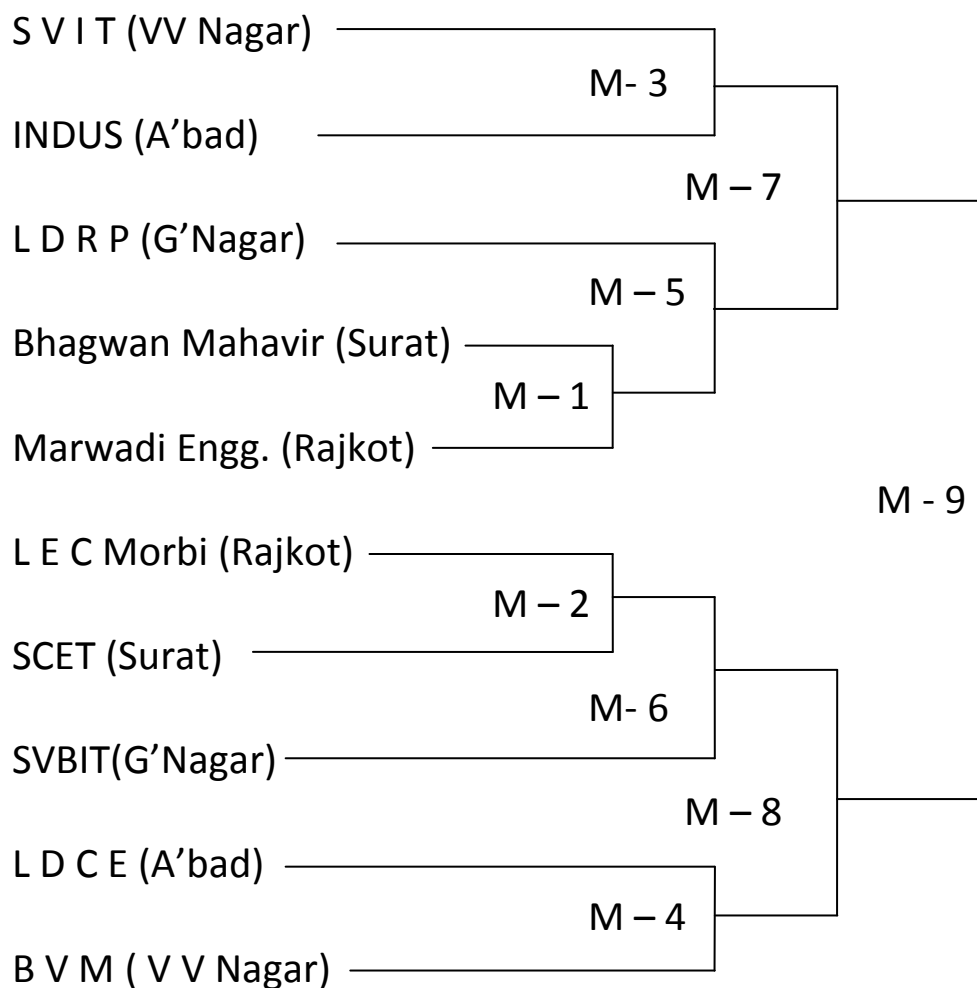 S V I T (VV Nagar)
M- 3
INDUS (A’bad)
M – 7
L D R P (G’Nagar)
M – 5
Bhagwan Mahavir (Surat)
M – 1
Marwadi Engg. (Rajkot)
M - 9
L E C Morbi (Rajkot)
M – 2
SCET (Surat)
M- 6
SVBIT(G’Nagar)
M – 8
L D C E (A’bad)
M – 4
B V M ( V V Nagar)